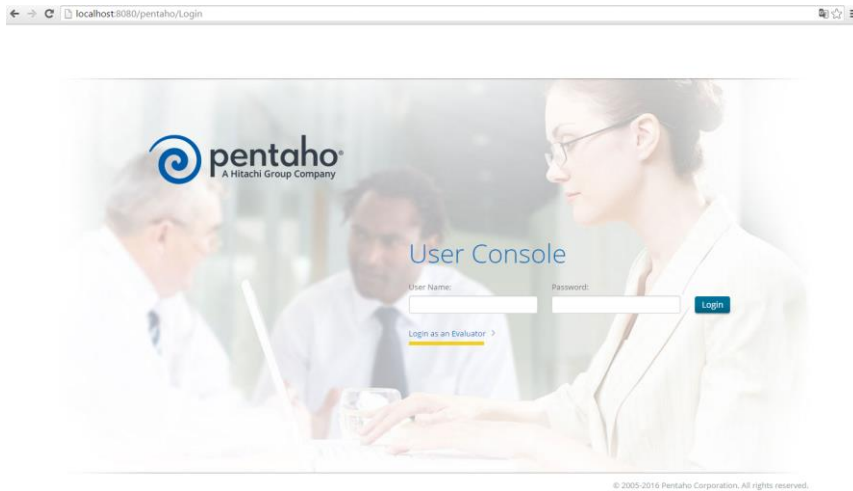 localhost:8080/pentaho/Login
pentaho®
A Hitachi Group Company
User Console
User Name:
Password:
Login
Login as an Evaluator >
© 2005-2016 Pentaho Corporation. All rights reserved.